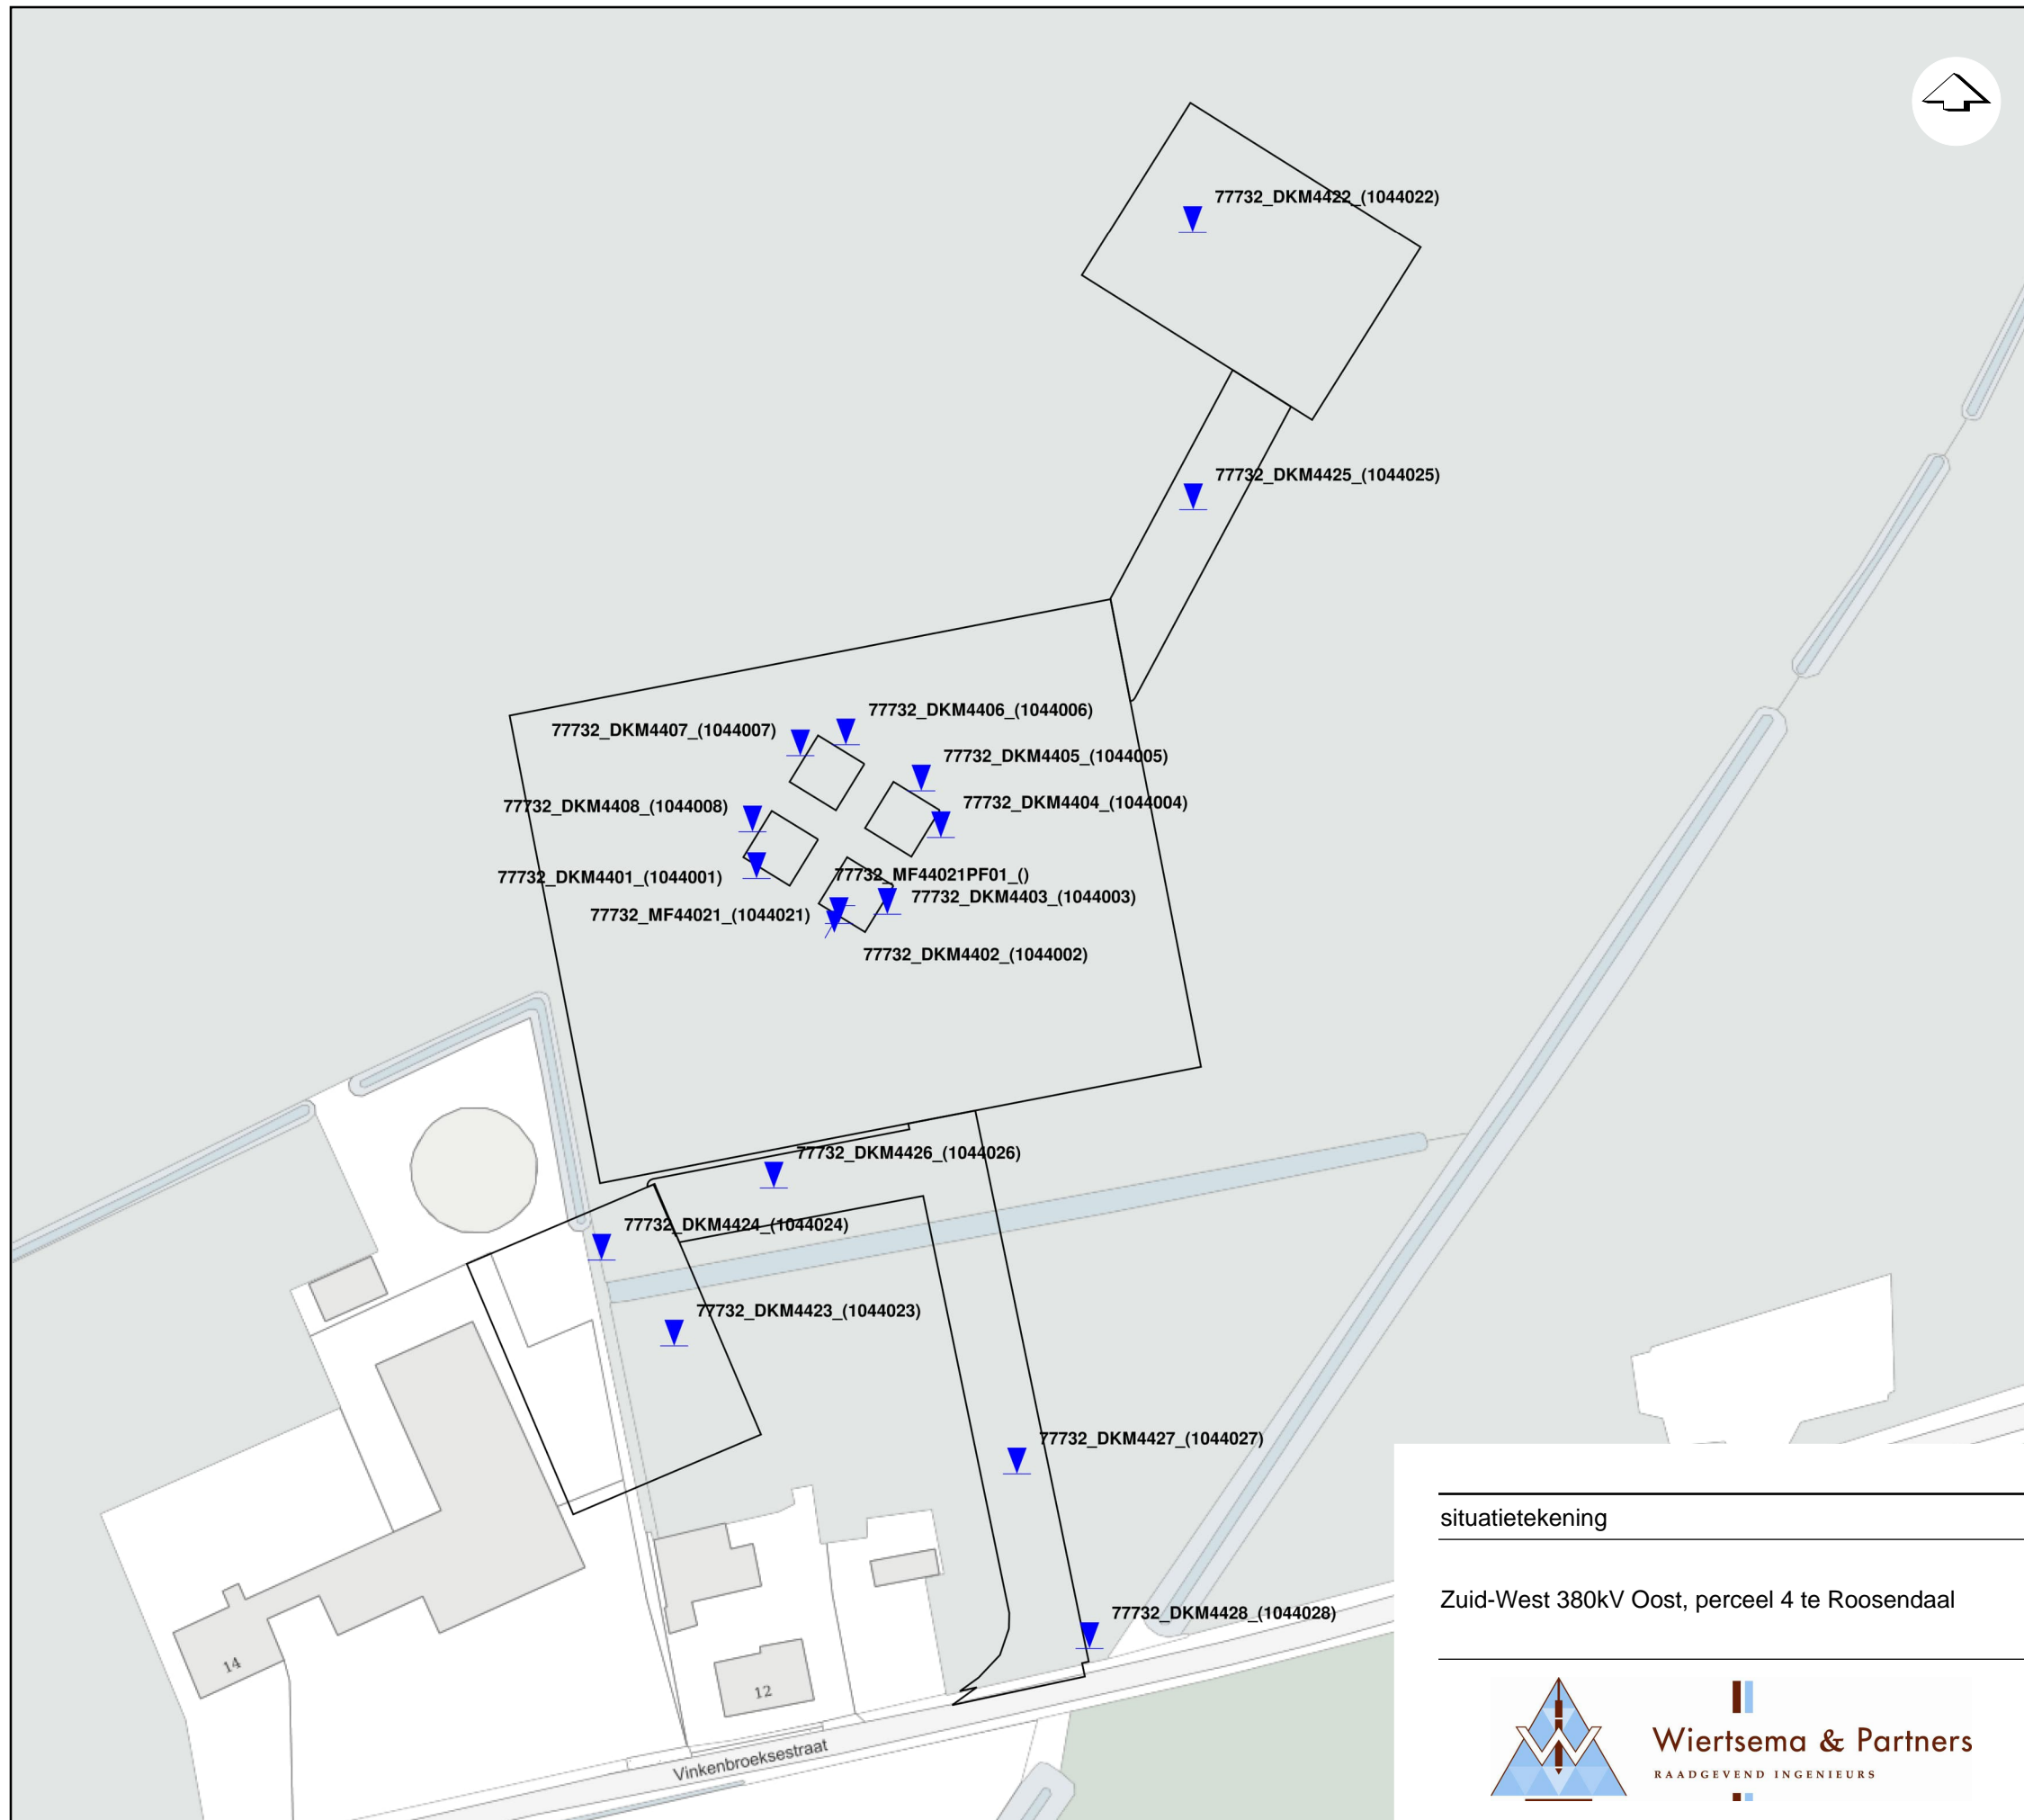 77732_DKM4422_(1044022)
77732_DKM4425_(1044025)
77732_DKM4406_(1044006)
77732_DKM4407_(1044007)
77732_DKM4405_(1044005)
77732_DKM4404_(1044004)
77732_DKM4408_(1044008)
77732_MF44021PF01_()
77732_DKM4401_(1044001)
77732_DKM4403_(1044003)
77732_MF44021_(1044021)
77732_DKM4402_(1044002)
77732_DKM4426_(1044026)
77732_DKM4424_(1044024)
77732_DKM4423_(1044023)
77732_DKM4427_(1044027)
77732_DKM4428_(1044028)
14
12
Vinkenbroeksestraat
situatietekening
Zuid-West 380kV Oost, perceel 4 te Roosendaal
Wiertsema & Partners
RAADGEVEND INGENIEURS